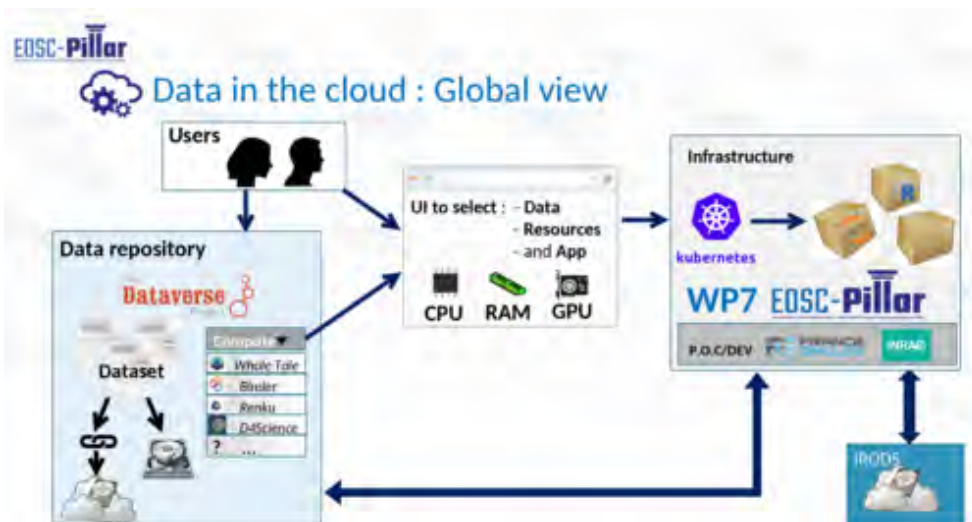 EOSC-Pillar
Data in the cloud : Global view
Users
Data repository
Dataverse
Dataset
Compute
Whole Tale
Binder
Renku
D4Science
? ...
UI to select : - Data
- Resources
- and App
CPU RAM GPU
Infrastructure
R
kubernetes
WP7 EOSC-Pillar
P.O.C/DEV
FRANCE
INRAE
iRODS